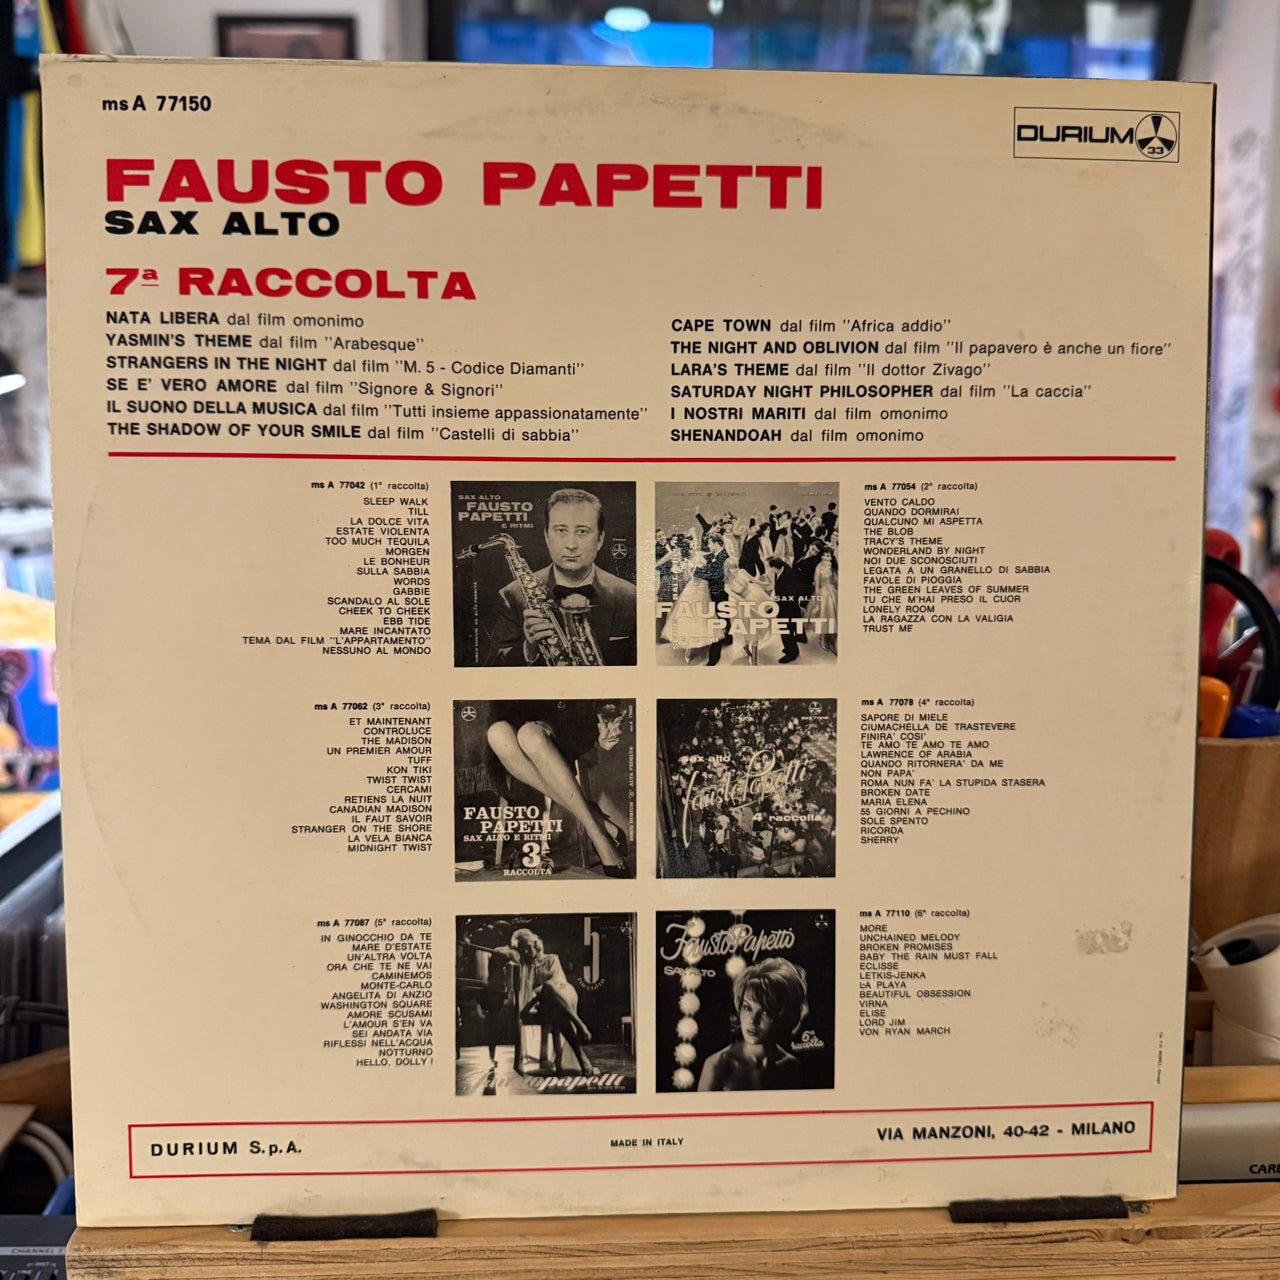 ms A 77150
DURIUM
33
FAUSTO PAPETTI
SAX ALTO
7ª RACCOLTA
NATA LIBERA dal film omonimo
YASMIN'S THEME dal film "Arabesque"
STRANGERS IN THE NIGHT dal film "M. 5 - Codice Diamanti"
SE E' VERO AMORE dal film "Signore & Signori"
IL SUONO DELLA MUSICA dal film "Tutti insieme appassionatamente"
THE SHADOW OF YOUR SMILE dal film "Castelli di sabbia"
CAPE TOWN dal film "Africa addio"
THE NIGHT AND OBLIVION dal film "Il papavero è anche un fiore"
LARA'S THEME dal film "Il dottor Zivago"
SATURDAY NIGHT PHILOSOPHER dal film "La caccia"
I NOSTRI MARITI dal film omonimo
SHENANDOAH dal film omonimo
ms A 77042 (1ª raccolta)
SLEEP WALK
TILL
LA DOLCE VITA
ESTATE VIOLENTA
TOO MUCH TEQUILA
MORGEN
LE BONHEUR
SULLA SABBIA
WORDS
GABBIE
SCANDALO AL SOLE
CHEEK TO CHEEK
EBB TIDE
MARE INCANTATO
TEMA DAL FILM "L'APPARTAMENTO"
NESSUNO AL MONDO
SAX ALTO
FAUSTO
PAPETTI
E RITMI
SAX ALTO
FAUSTO
PAPETTI
ms A 77054 (2ª raccolta)
VENTO CALDO
QUANDO DORMIRAI
QUALCUNO MI ASPETTA
THE BLOB
TRACY'S THEME
WONDERLAND BY NIGHT
NOI DUE SCONOSCIUTI
LEGATA A UN GRANELLO DI SABBIA
FAVOLE DI PIOGGIA
THE GREEN LEAVES OF SUMMER
TU CHE M'HAI PRESO IL CUOR
LONELY ROOM
LA RAGAZZA CON LA VALIGIA
TRUST ME
ms A 77062 (3ª raccolta)
ET MAINTENANT
CONTROLUCE
THE MADISON
UN PREMIER AMOUR
TUFF
KON TIKI
TWIST TWIST
CERCAMI
RETIENS LA NUIT
CANADIAN MADISON
IL FAUT SAVOIR
STRANGER ON THE SHORE
LA VELA BIANCA
MIDNIGHT TWIST
FAUSTO
PAPETTI
SAX ALTO E RITMI
3ª
RACCOLTA
sax alto
fausto Papetti
4ª raccolta
ms A 77078 (4ª raccolta)
SAPORE DI MIELE
CIUMACHELLA DE TRASTEVERE
FINIRA' COSI'
TE AMO TE AMO TE AMO
LAWRENCE OF ARABIA
QUANDO RITORNERA' DA ME
NON PAPA'
ROMA NUN FA' LA STUPIDA STASERA
BROKEN DATE
MARIA ELENA
55 GIORNI A PECHINO
SOLE SPENTO
RICORDA
SHERRY
ms A 77087 (5ª raccolta)
IN GINOCCHIO DA TE
MARE D'ESTATE
UN'ALTRA VOLTA
ORA CHE TE NE VAI
CAMINEMOS
MONTE-CARLO
ANGELITA DI ANZIO
WASHINGTON SQUARE
AMORE SCUSAMI
L'AMOUR S'EN VA
SEI ANDATA VIA
RIFLESSI NELL'ACQUA
NOTTURNO
HELLO, DOLLY !
5ª
RACCOLTA
faustopapetti
Fausto Papetti
SAX ALTO
6ª
raccolta
ms A 77110 (6ª raccolta)
MORE
UNCHAINED MELODY
BROKEN PROMISES
BABY THE RAIN MUST FALL
ECLISSE
LETKIS-JENKA
LA PLAYA
BEAUTIFUL OBSESSION
VIRNA
ELISE
LORD JIM
VON RYAN MARCH
DURIUM S.p.A.
MADE IN ITALY
VIA MANZONI, 40-42 - MILANO
CHANNEL